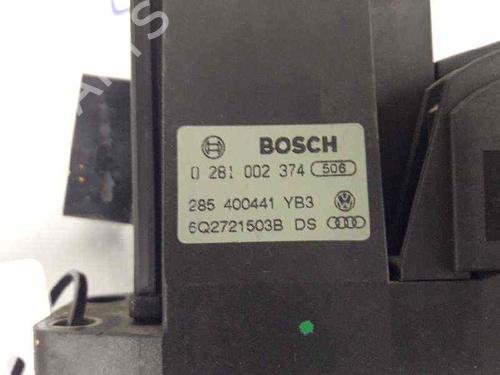 BOSCH
0 281 002 374 506
285 400441 YB3
6Q2721503B DS